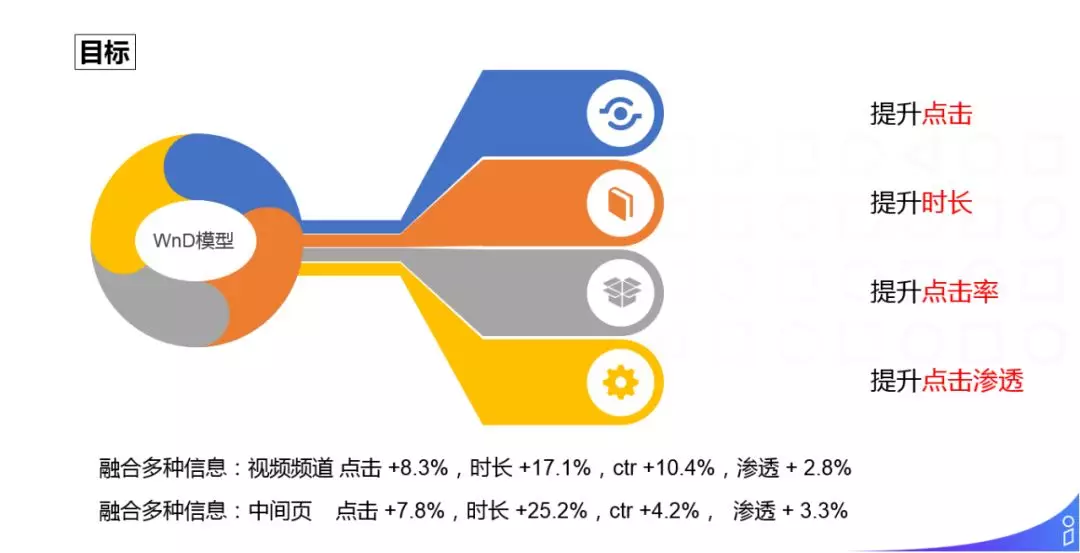 目标
WnD模型
提升点击
提升时长
提升点击率
提升点击渗透
融合多种信息：视频频道 点击 +8.3%，时长 +17.1%，ctr +10.4%，渗透 + 2.8%
融合多种信息：中间页 点击 +7.8%，时长 +25.2%，ctr +4.2%， 渗透 + 3.3%